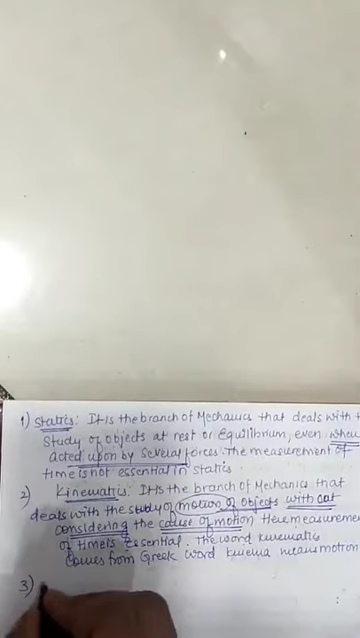 1) Statics: It is the branch of Mechanics that deals with t
study of objects at rest or Equilibrium, even when
acted upon by several forces. The measurement of
time is not essential in statics
2) Kinematics. It is the branch of Mechanics that
deals with the study of motion of objects with out
considering the cause of motion Here measuremen
of time is Essential. The word kinematic
Comes from Greek word kinema means motion
3)